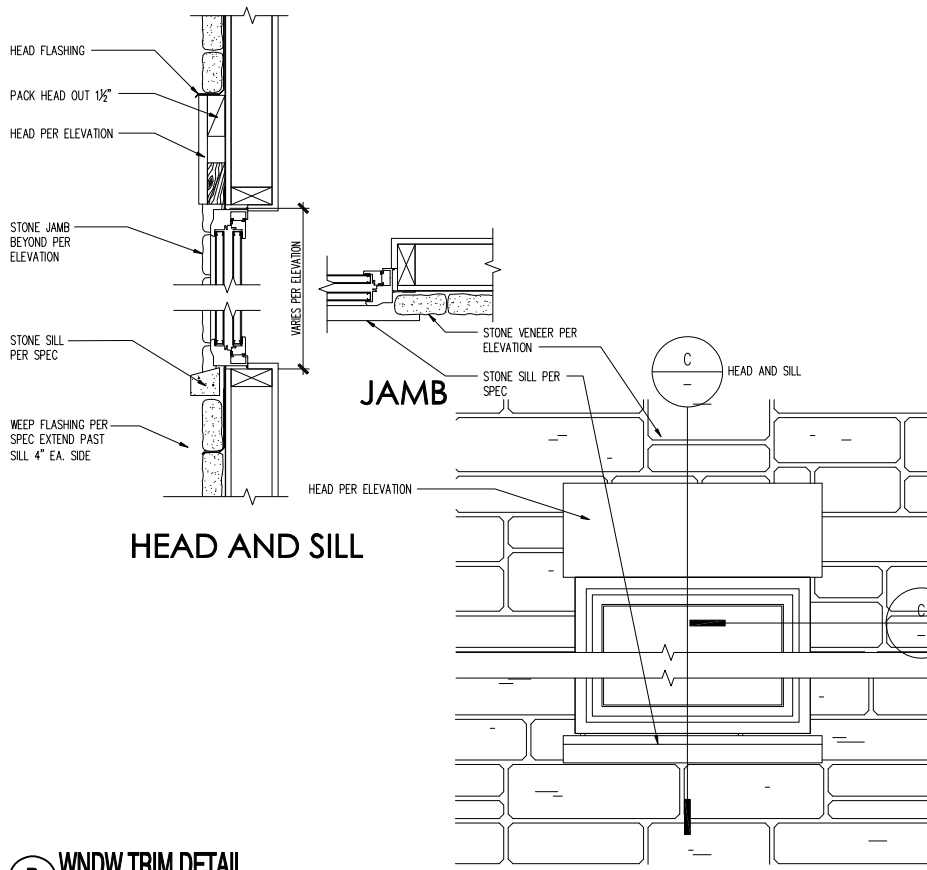 HEAD FLASHING
PACK HEAD OUT 1½"
HEAD PER ELEVATION
STONE JAMB
BEYOND PER
ELEVATION
STONE SILL
PER SPEC
WEEP FLASHING PER
SPEC EXTEND PAST
SILL 4" EA. SIDE
VARIES PER ELEVATION
HEAD AND SILL
JAMB
STONE VENEER PER
ELEVATION
STONE SILL PER
SPEC
C
-
HEAD AND SILL
HEAD PER ELEVATION
C
-
WNDW TRIM DETAIL